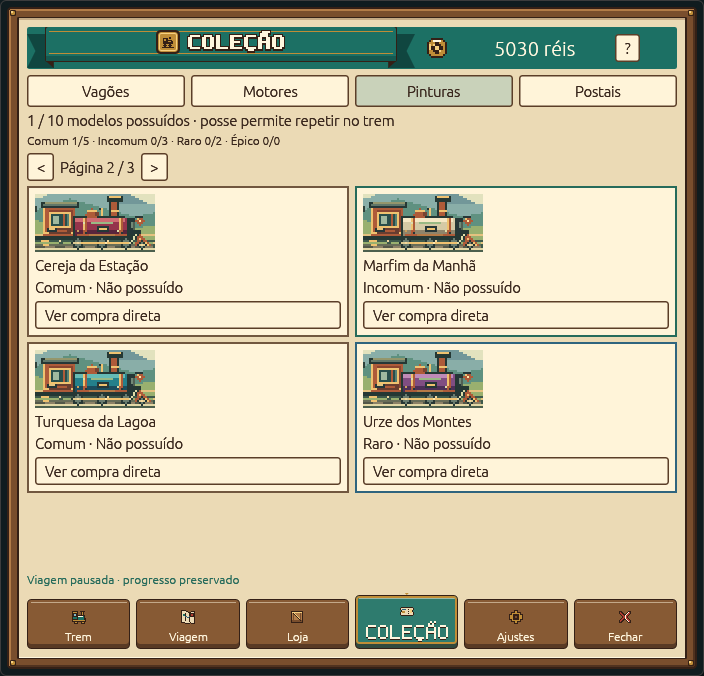 COLEÇÃO
5030 réis
?
Vagões
Motores
Pinturas
Postais
1 / 10 modelos possuídos · posse permite repetir no trem
Comum 1/5 · Incomum 0/3 · Raro 0/2 · Épico 0/0
< Página 2 / 3 >
Cereja da Estação
Comum · Não possuído
Ver compra direta
Marfim da Manhã
Incomum · Não possuído
Ver compra direta
Turquesa da Lagoa
Comum · Não possuído
Ver compra direta
Urze dos Montes
Raro · Não possuído
Ver compra direta
Viagem pausada · progresso preservado
Trem
Viagem
Loja
COLEÇÃO
Ajustes
Fechar